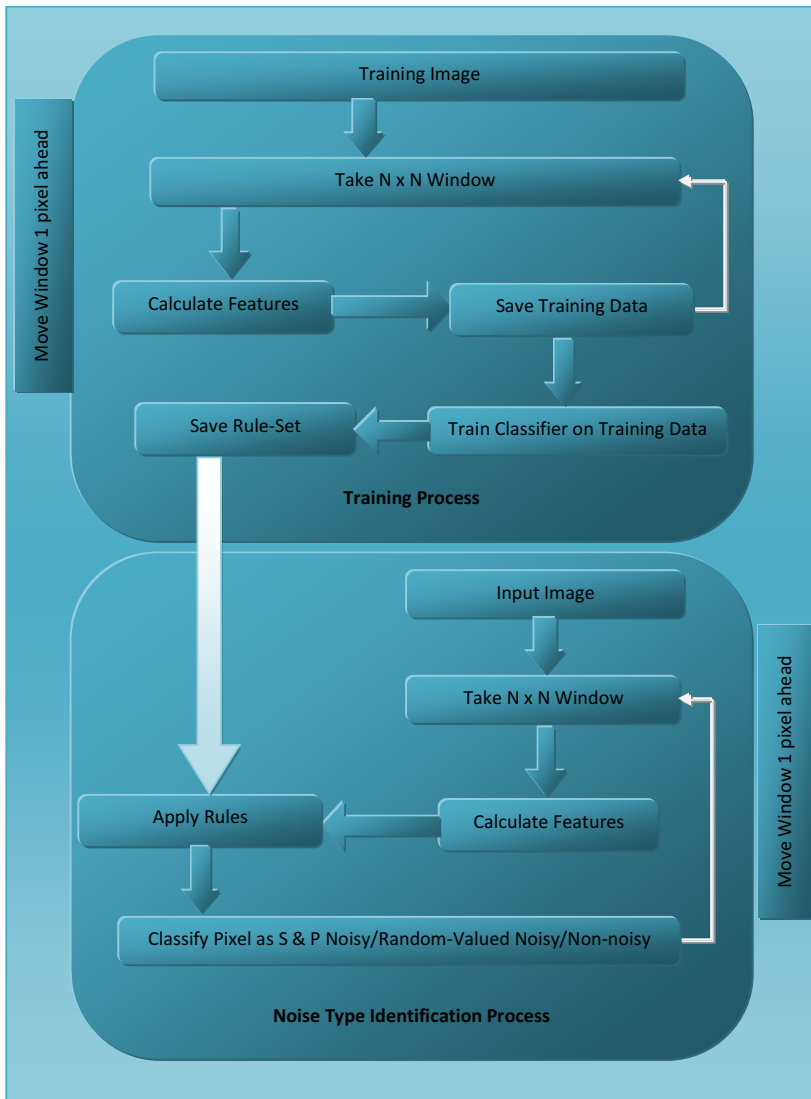 Training Image
Move Window 1 pixel ahead
Take N x N Window
Calculate Features
Save Training Data
Save Rule-Set
Train Classifier on Training Data
Training Process
Input Image
Take N x N Window
Move Window 1 pixel ahead
Apply Rules
Calculate Features
Classify Pixel as S & P Noisy/Random-Valued Noisy/Non-noisy
Noise Type Identification Process